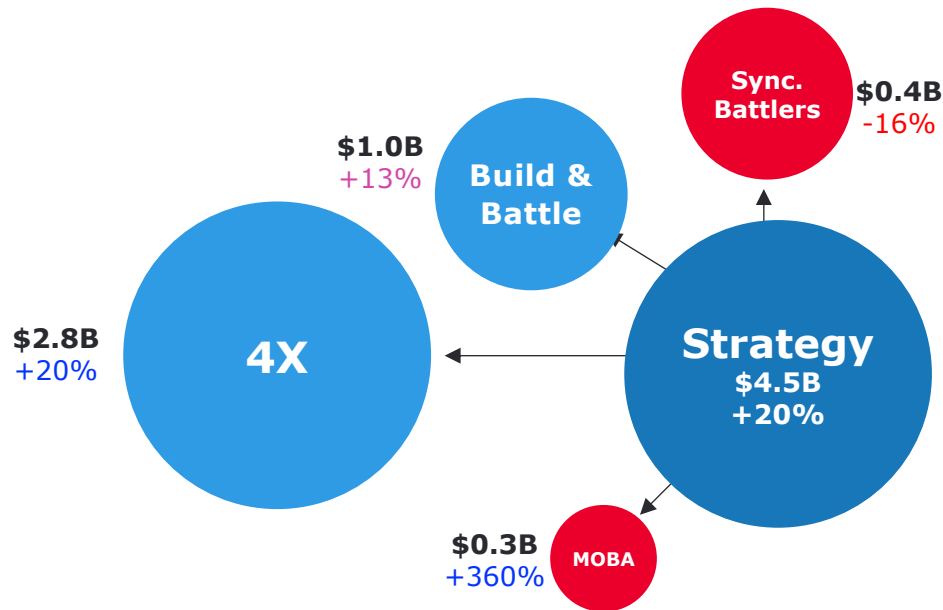 Sync.
Battlers
$0.4B
-16%
$1.0B
+13%
Build &
Battle
$2.8B
+20%
4X
Strategy
$4.5B
+20%
$0.3B
+360%
MOBA